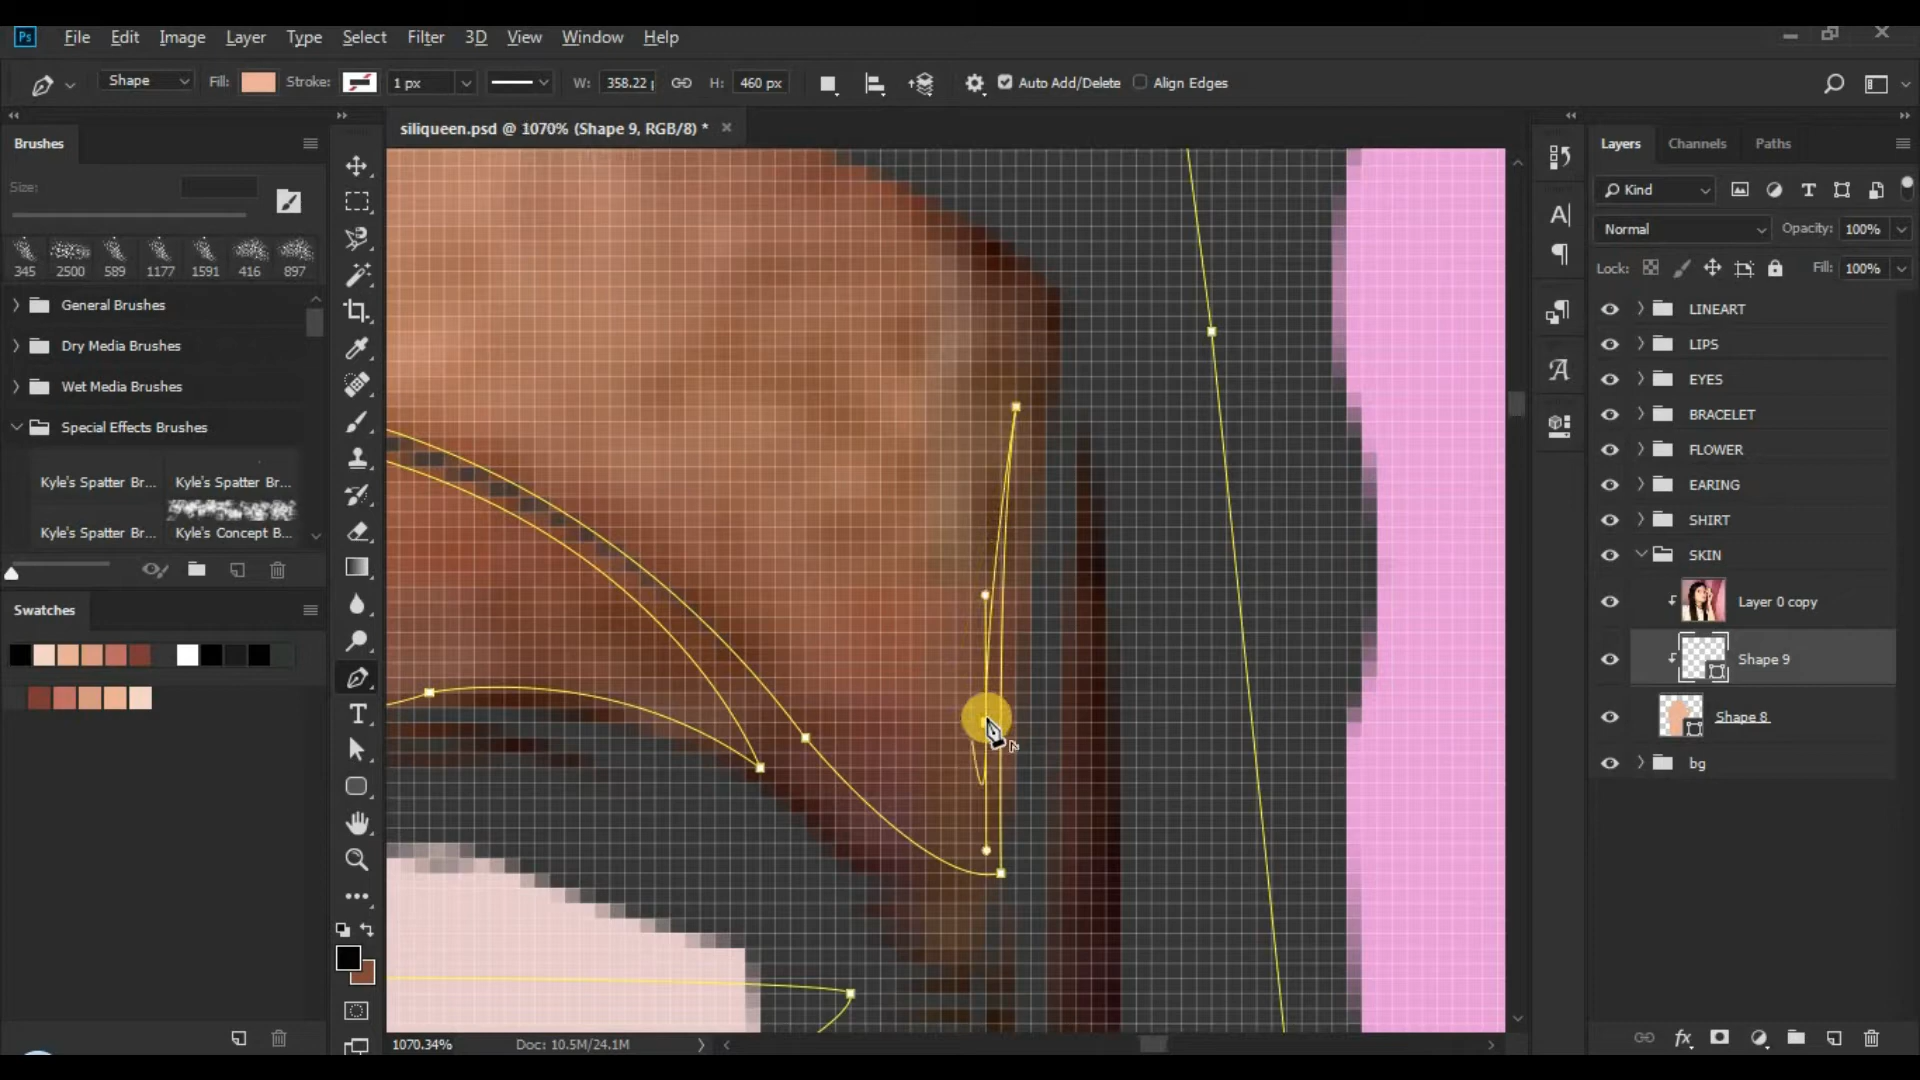 Ps File Edit Image Layer Type Select Filter 3D View Window Help
Shape Fill: Stroke: 1 px W: 358.22 H: 460 px Auto Add/Delete Align Edges
siliqueen.psd @ 1070% (Shape 9, RGB/8) *
Brushes
Size:
345 2500 589 1177 1591 416 897
General Brushes
Dry Media Brushes
Wet Media Brushes
Special Effects Brushes
Kyle's Spatter Br... Kyle's Spatter Br...
Kyle's Spatter Br... Kyle's Concept B...
Swatches
1070.34% Doc: 10.5M/24.1M
Layers Channels Paths
Kind
Normal Opacity: 100%
Lock: Fill: 100%
LINEART
LIPS
EYES
BRACELET
FLOWER
EARING
SHIRT
SKIN
Layer 0 copy
Shape 9
Shape 8
bg